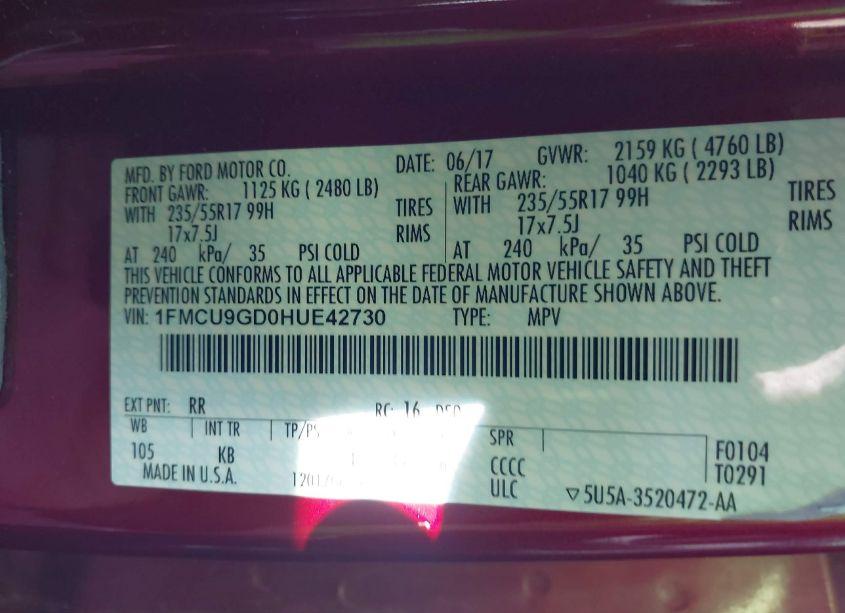 MFD. BY FORD MOTOR CO. DATE: 06/17 GVWR: 2159 KG ( 4760 LB)
FRONT GAWR: 1125 KG ( 2480 LB) REAR GAWR: 1040 KG ( 2293 LB)
WITH 235/55R17 99H TIRES WITH 235/55R17 99H TIRES
17x7.5J RIMS 17x7.5J RIMS
AT 240 kPa/ 35 PSI COLD AT 240 kPa/ 35 PSI COLD
THIS VEHICLE CONFORMS TO ALL APPLICABLE FEDERAL MOTOR VEHICLE SAFETY AND THEFT
PREVENTION STANDARDS IN EFFECT ON THE DATE OF MANUFACTURE SHOWN ABOVE.
VIN: 1FMCU9GD0HUE42730 TYPE: MPV
EXT PNT: RR RC: 16
WB INT TR TP/PS SPR F0104
105 KB CCCC T0291
MADE IN U.S.A. ULC ▽5U5A-3520472-AA